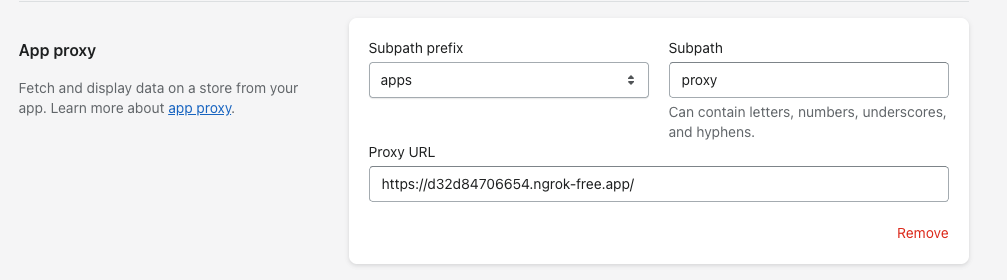 App proxy
Fetch and display data on a store from your
app. Learn more about app proxy.
Subpath prefix
apps
Subpath
proxy
Can contain letters, numbers, underscores,
and hyphens.
Proxy URL
https://d32d84706654.ngrok-free.app/
Remove